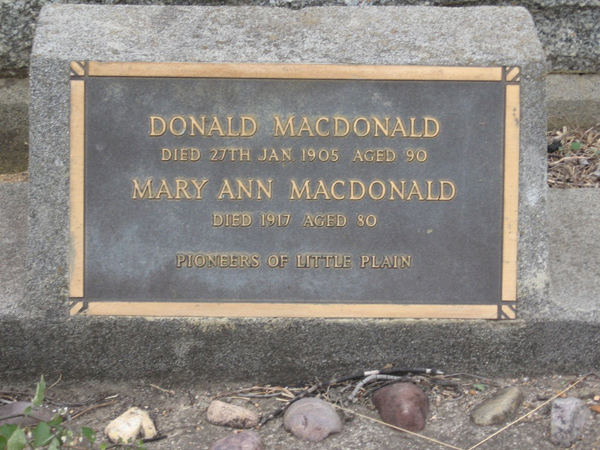 DONALD MACDONALD
DIED 27TH JAN 1905 AGED 90
MARY ANN MACDONALD
DIED 1917 AGED 80
PIONEERS OF LITTLE PLAIN